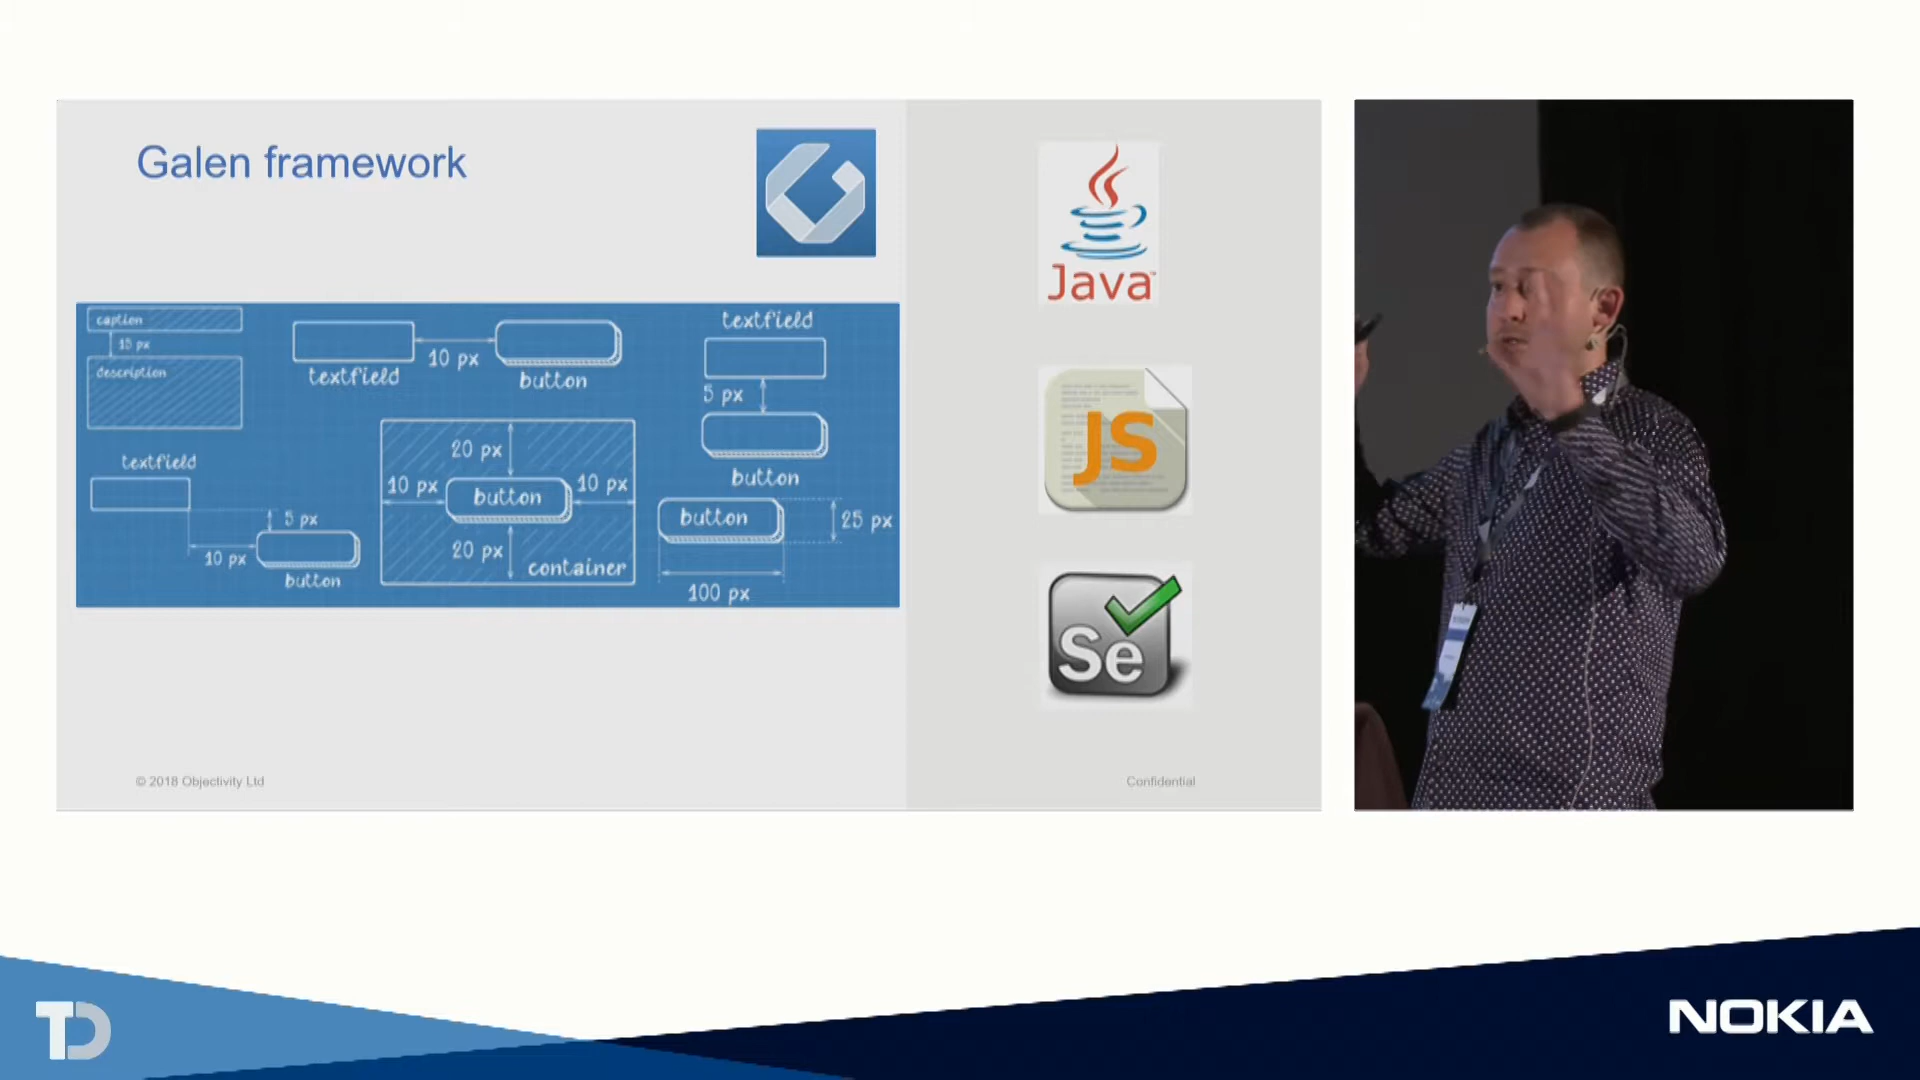 Galen framework
caption
15 px
description
textfield
10 px
button
textfield
5 px
button
textfield
5 px
10 px
button
20 px
10 px
button
10 px
20 px
container
button
25 px
100 px
Java
JS
Se
© 2018 Objectivity Ltd
Confidential
TD
NOKIA